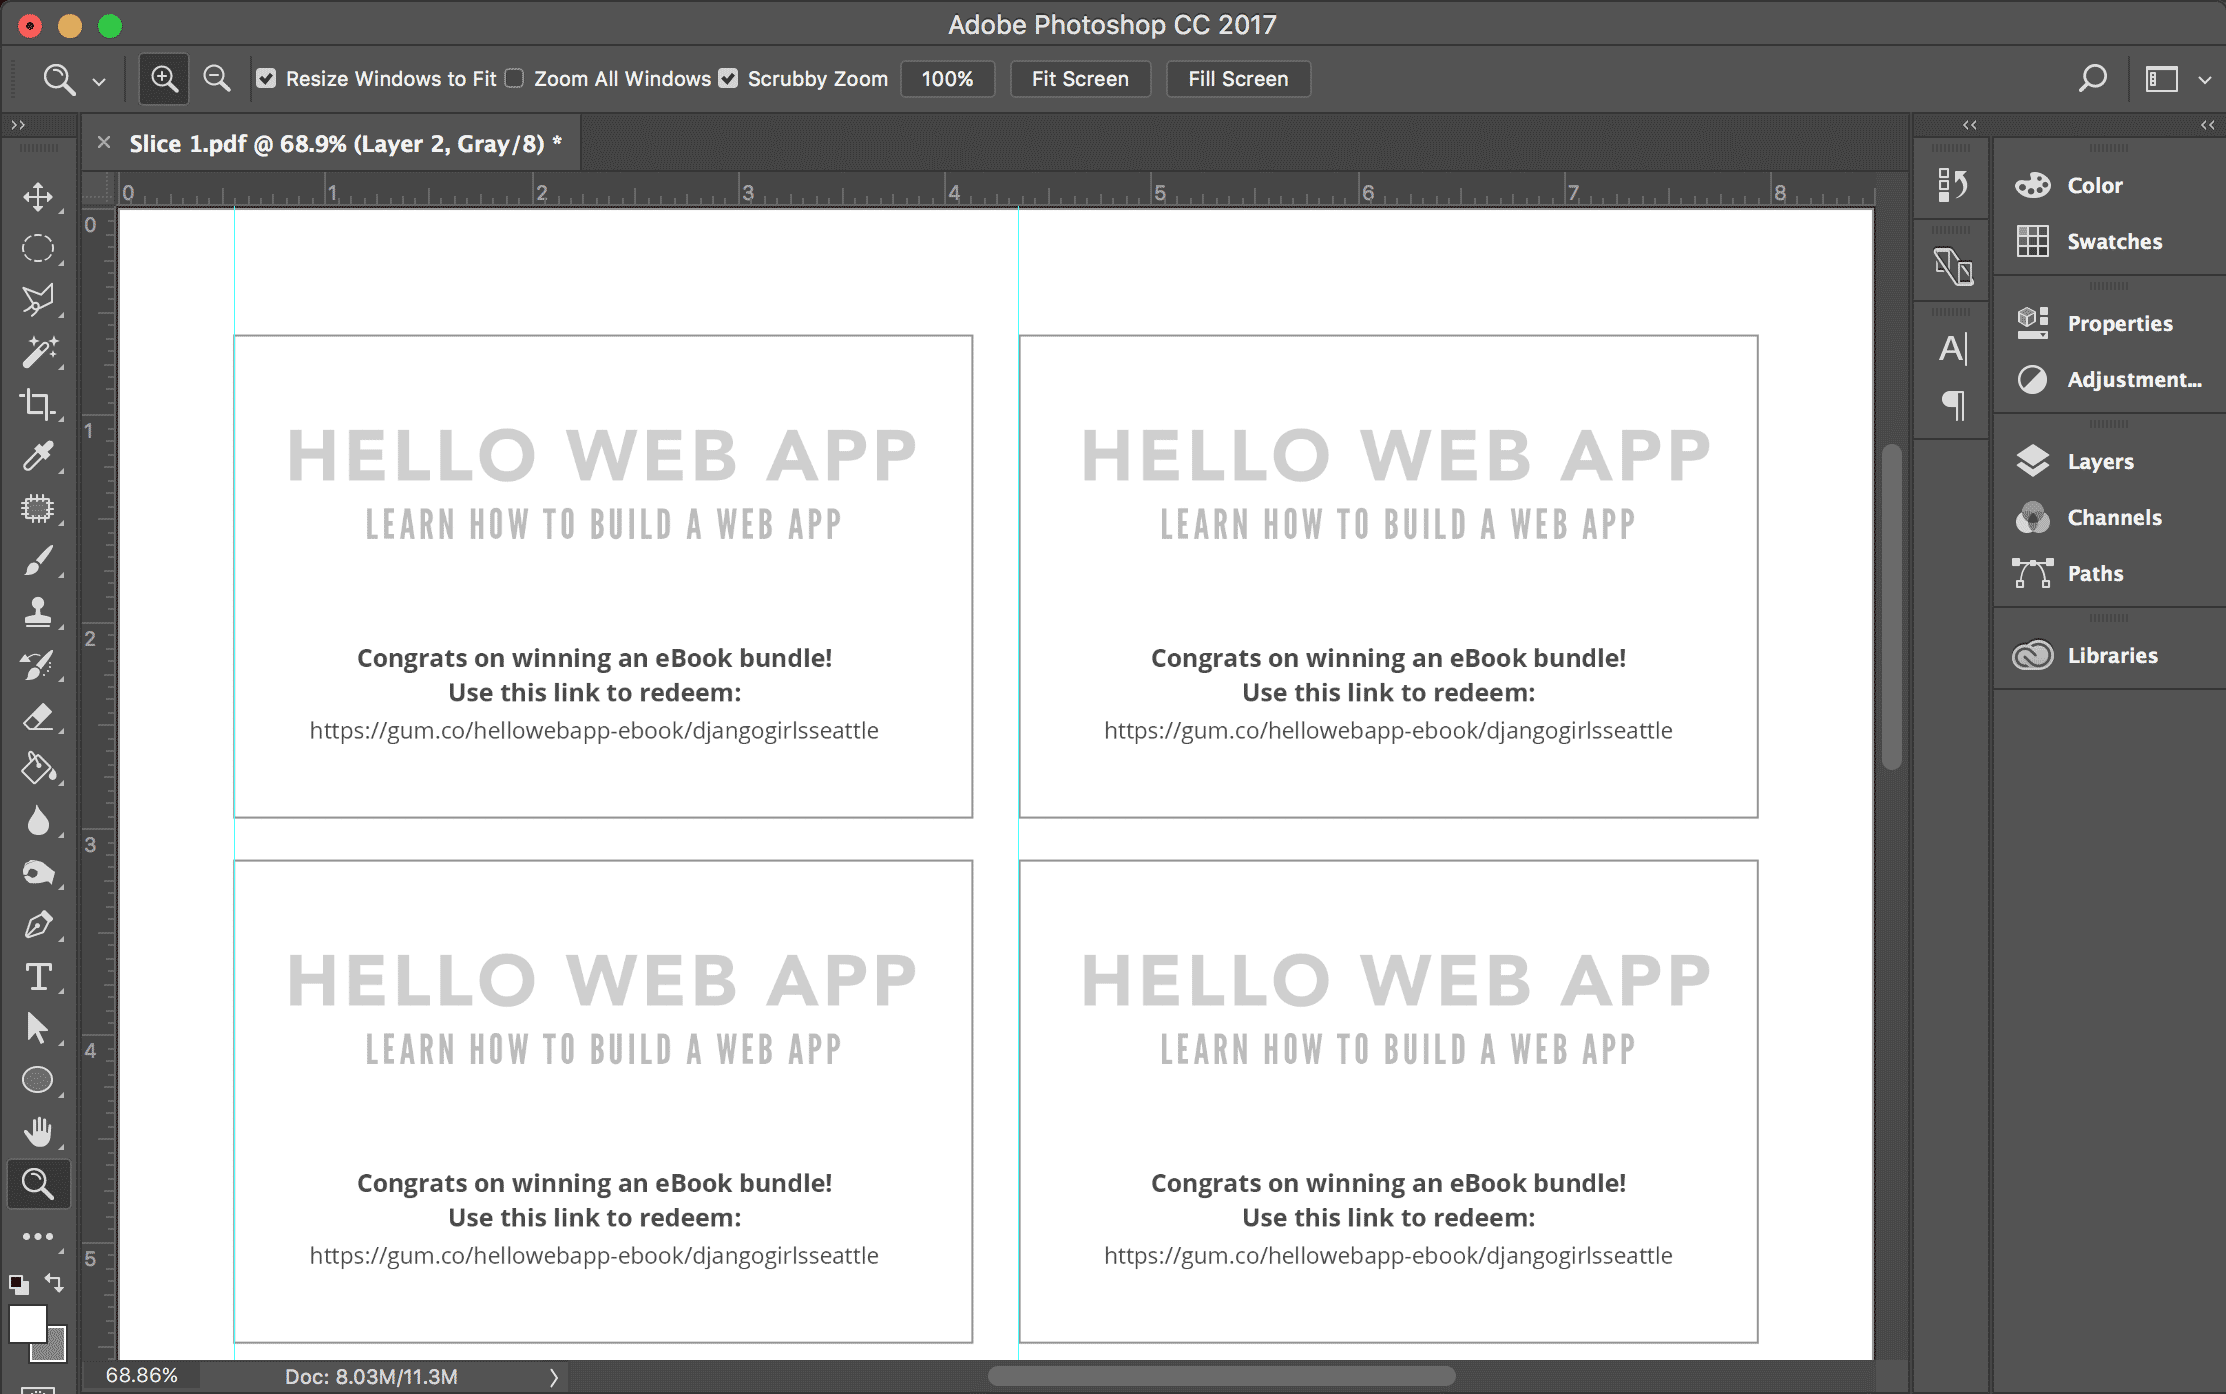 Adobe Photoshop CC 2017
Resize Windows to Fit Zoom All Windows Scrubby Zoom 100% Fit Screen Fill Screen
Slice 1.pdf @ 68.9% (Layer 2, Gray/8) *
0 1 2 3 4 5 6 7 8
0
1
2
3
4
5
HELLO WEB APP
LEARN HOW TO BUILD A WEB APP
Congrats on winning an eBook bundle!
Use this link to redeem:
https://gum.co/hellowebapp-ebook/djangogirlsseattle
HELLO WEB APP
LEARN HOW TO BUILD A WEB APP
Congrats on winning an eBook bundle!
Use this link to redeem:
https://gum.co/hellowebapp-ebook/djangogirlsseattle
HELLO WEB APP
LEARN HOW TO BUILD A WEB APP
Congrats on winning an eBook bundle!
Use this link to redeem:
https://gum.co/hellowebapp-ebook/djangogirlsseattle
HELLO WEB APP
LEARN HOW TO BUILD A WEB APP
Congrats on winning an eBook bundle!
Use this link to redeem:
https://gum.co/hellowebapp-ebook/djangogirlsseattle
Color
Swatches
Properties
Adjustment...
Layers
Channels
Paths
Libraries
68.86% Doc: 8.03M/11.3M